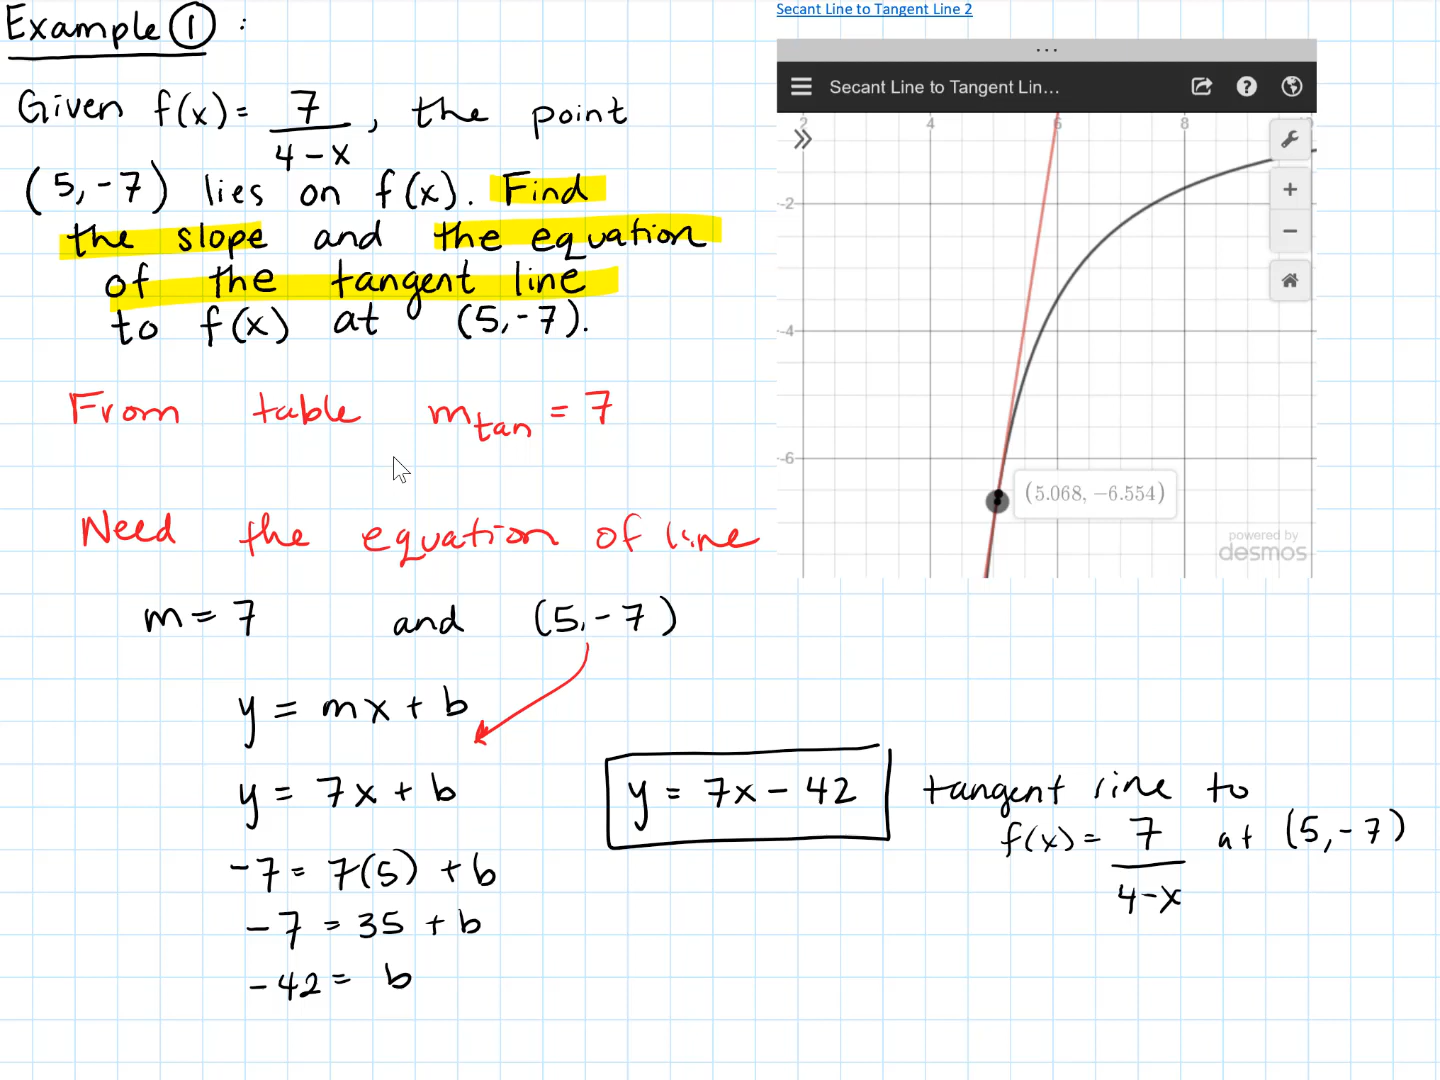 Example ① :
Given f(x) = 7/(4-x), the point
(5,-7) lies on f(x). Find
the slope and the equation
of the tangent line
to f(x) at (5,-7).
From table m_tan = 7
Need the equation of line
m = 7 and (5,-7)
y = mx + b
y = 7x + b
-7 = 7(5) + b
-7 = 35 + b
-42 = b
y = 7x - 42
tangent line to
f(x) = 7/(4-x) at (5,-7)
Secant Line to Tangent Line 2
...
Secant Line to Tangent Lin...
2 4 6 8 10
-2
-4
-6
(5.068, -6.554)
powered by
desmos